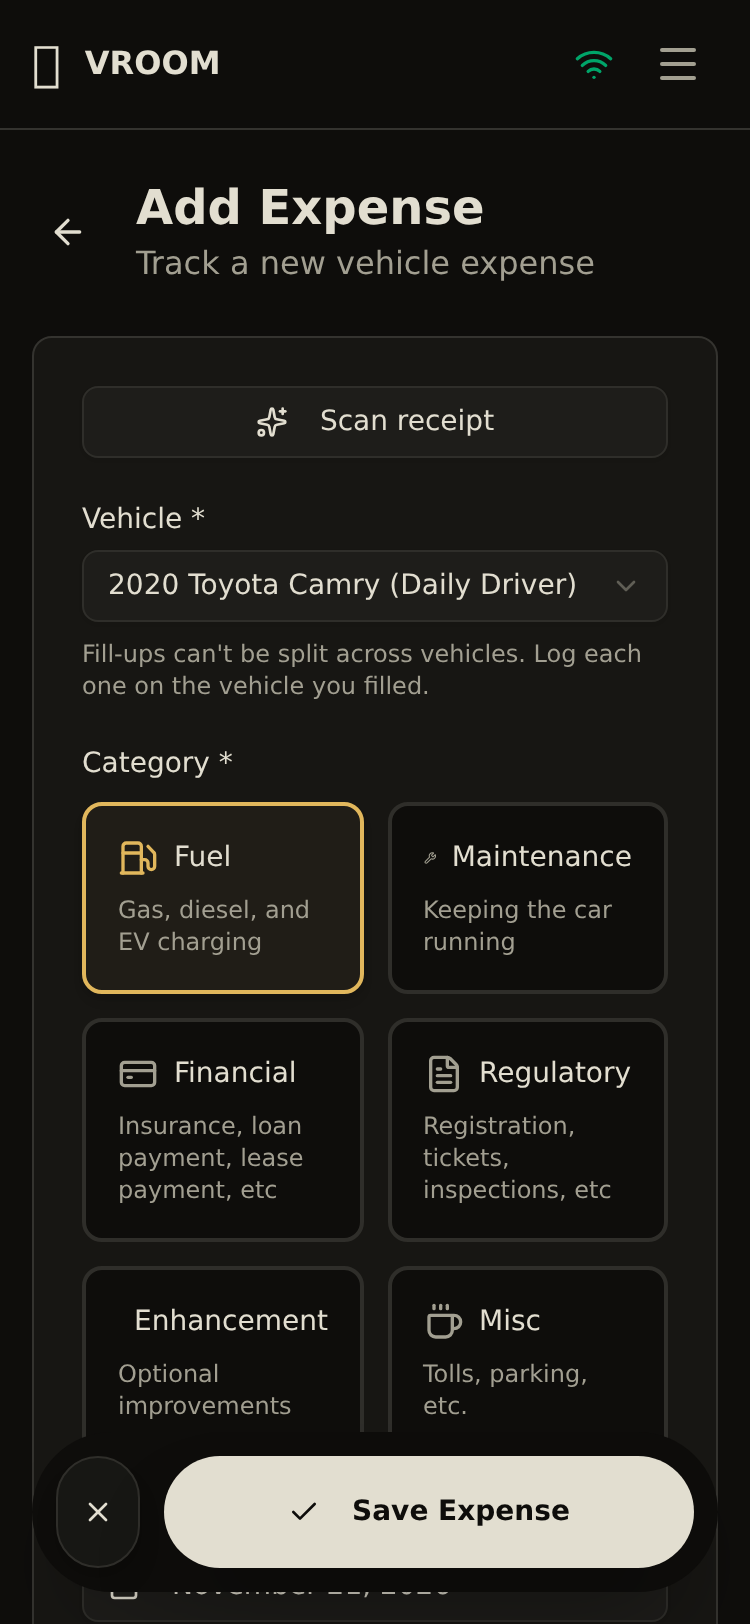 VROOM
Add Expense
Track a new vehicle expense
Scan receipt
Vehicle *
2020 Toyota Camry (Daily Driver)
Fill-ups can't be split across vehicles. Log each
one on the vehicle you filled.
Category *
Fuel
Gas, diesel, and
EV charging
Maintenance
Keeping the car
running
Financial
Insurance, loan
payment, lease
payment, etc
Regulatory
Registration,
tickets,
inspections, etc
Enhancement
Optional
improvements
Misc
Tolls, parking,
etc.
Save Expense